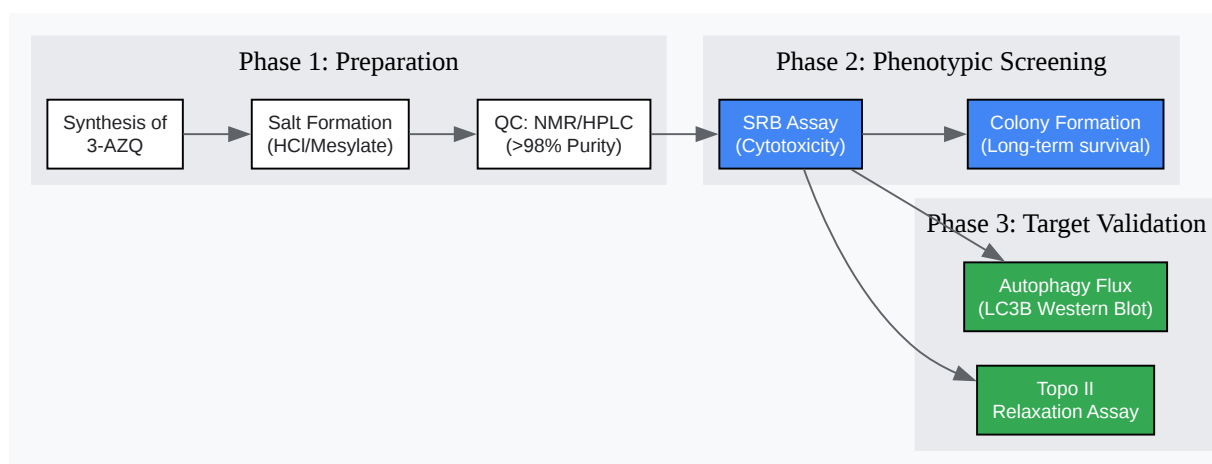 Phase 1: Preparation
Synthesis of
3-AZQ
Salt Formation
(HCl/Mesylate)
QC: NMR/HPLC
(>98% Purity)
Phase 2: Phenotypic Screening
SRB Assay
(Cytotoxicity)
Colony Formation
(Long-term survival)
Phase 3: Target Validation
Autophagy Flux
(LC3B Western Blot)
Topo II
Relaxation Assay